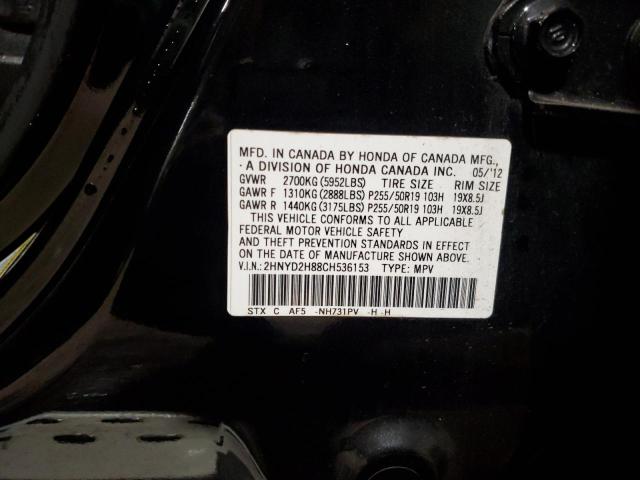 MFD. IN CANADA BY HONDA OF CANADA MFG.,
- A DIVISION OF HONDA CANADA INC. 05/'12
GVWR 2700KG(5952LBS) TIRE SIZE RIM SIZE
GAWR F 1310KG(2888LBS) P255/50R19 103H 19X8.5J
GAWR R 1440KG(3175LBS) P255/50R19 103H 19X8.5J
THIS VEHICLE CONFORMS TO ALL APPLICABLE
FEDERAL MOTOR VEHICLE SAFETY
AND THEFT PREVENTION STANDARDS IN EFFECT
ON THE DATE OF MANUFACTURE SHOWN ABOVE.
V.I.N.: 2HNYD2H88CH536153 TYPE: MPV
STX C AF5 -NH731PV -H -H